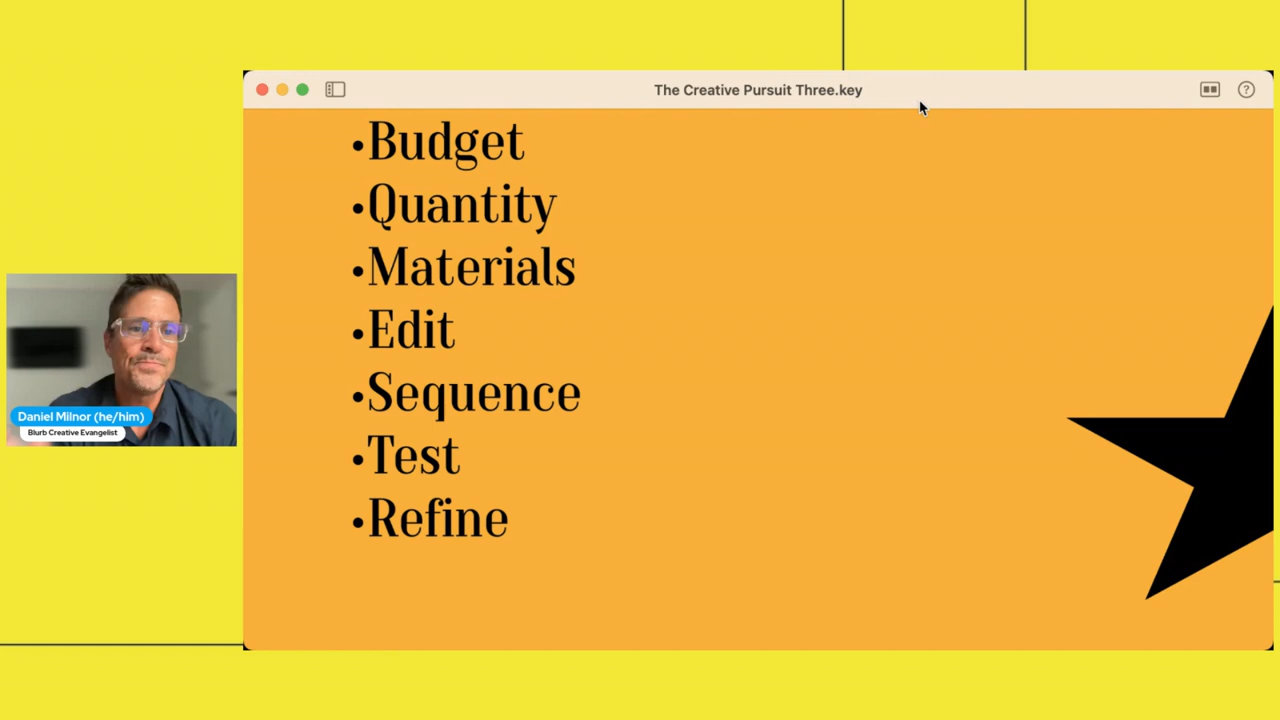 The Creative Pursuit Three.key
•Budget
•Quantity
•Materials
•Edit
•Sequence
•Test
•Refine
Daniel Milnor (he/him)
Blurb Creative Evangelist